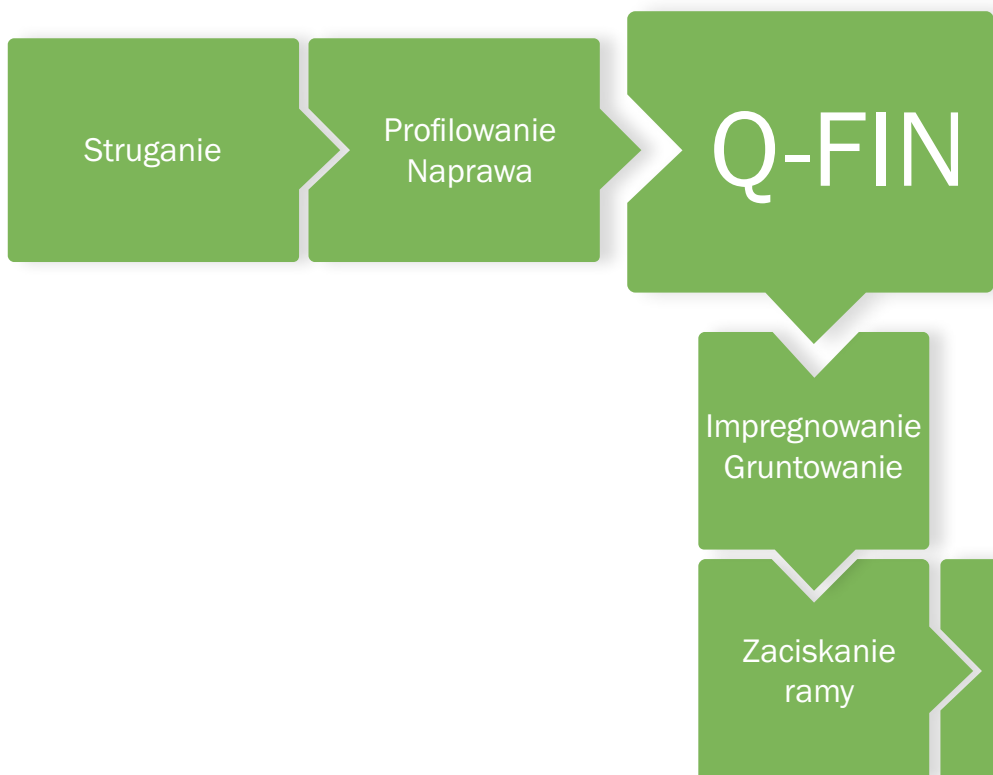 Struganie
Profilowanie
Naprawa
Q-FIN
Impregnowanie
Gruntowanie
Zaciskanie
ramy